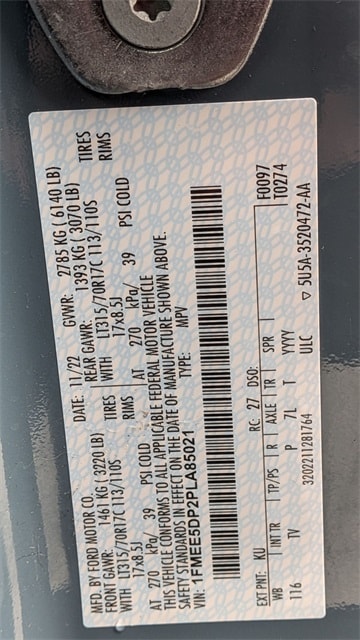 MFD. BY FORD MOTOR CO.
DATE: 11/22 GVWR: 2785 KG ( 6140 LB)
FRONT GAWR: 1461 KG ( 3220 LB) REAR GAWR: 1393 KG ( 3070 LB)
WITH LT315/70R17C 113/110S TIRES WITH LT315/70R17C 113/110S TIRES
17x8.5J RIMS 17x8.5J RIMS
AT 270 kPa/ 39 PSI COLD AT 270 kPa/ 39 PSI COLD
THIS VEHICLE CONFORMS TO ALL APPLICABLE FEDERAL MOTOR VEHICLE
SAFETY STANDARDS IN EFFECT ON THE DATE OF MANUFACTURE SHOWN ABOVE.
VIN: 1FMEE5DP2PLA85021 TYPE: MPV
F0097
T0274
EXT PNT: KU RC: 27 DSO:
WB INT TR TP/PS R AXLE TR SPR
116 TV P 7L T YYYY
3202211281764 ULC 5U5A-3520472-AA